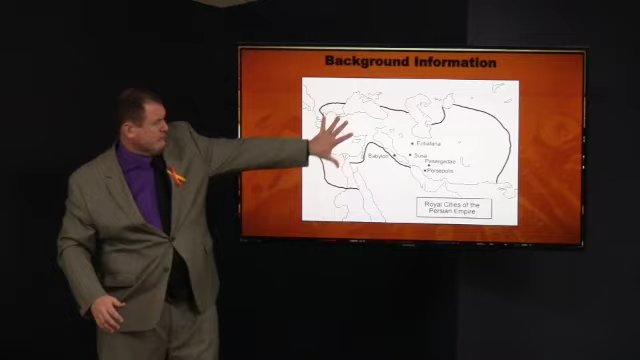 Background Information
Ecbatana
Babylon
Susa
Pasargadae
Persepolis
Royal Cities of the
Persian Empire